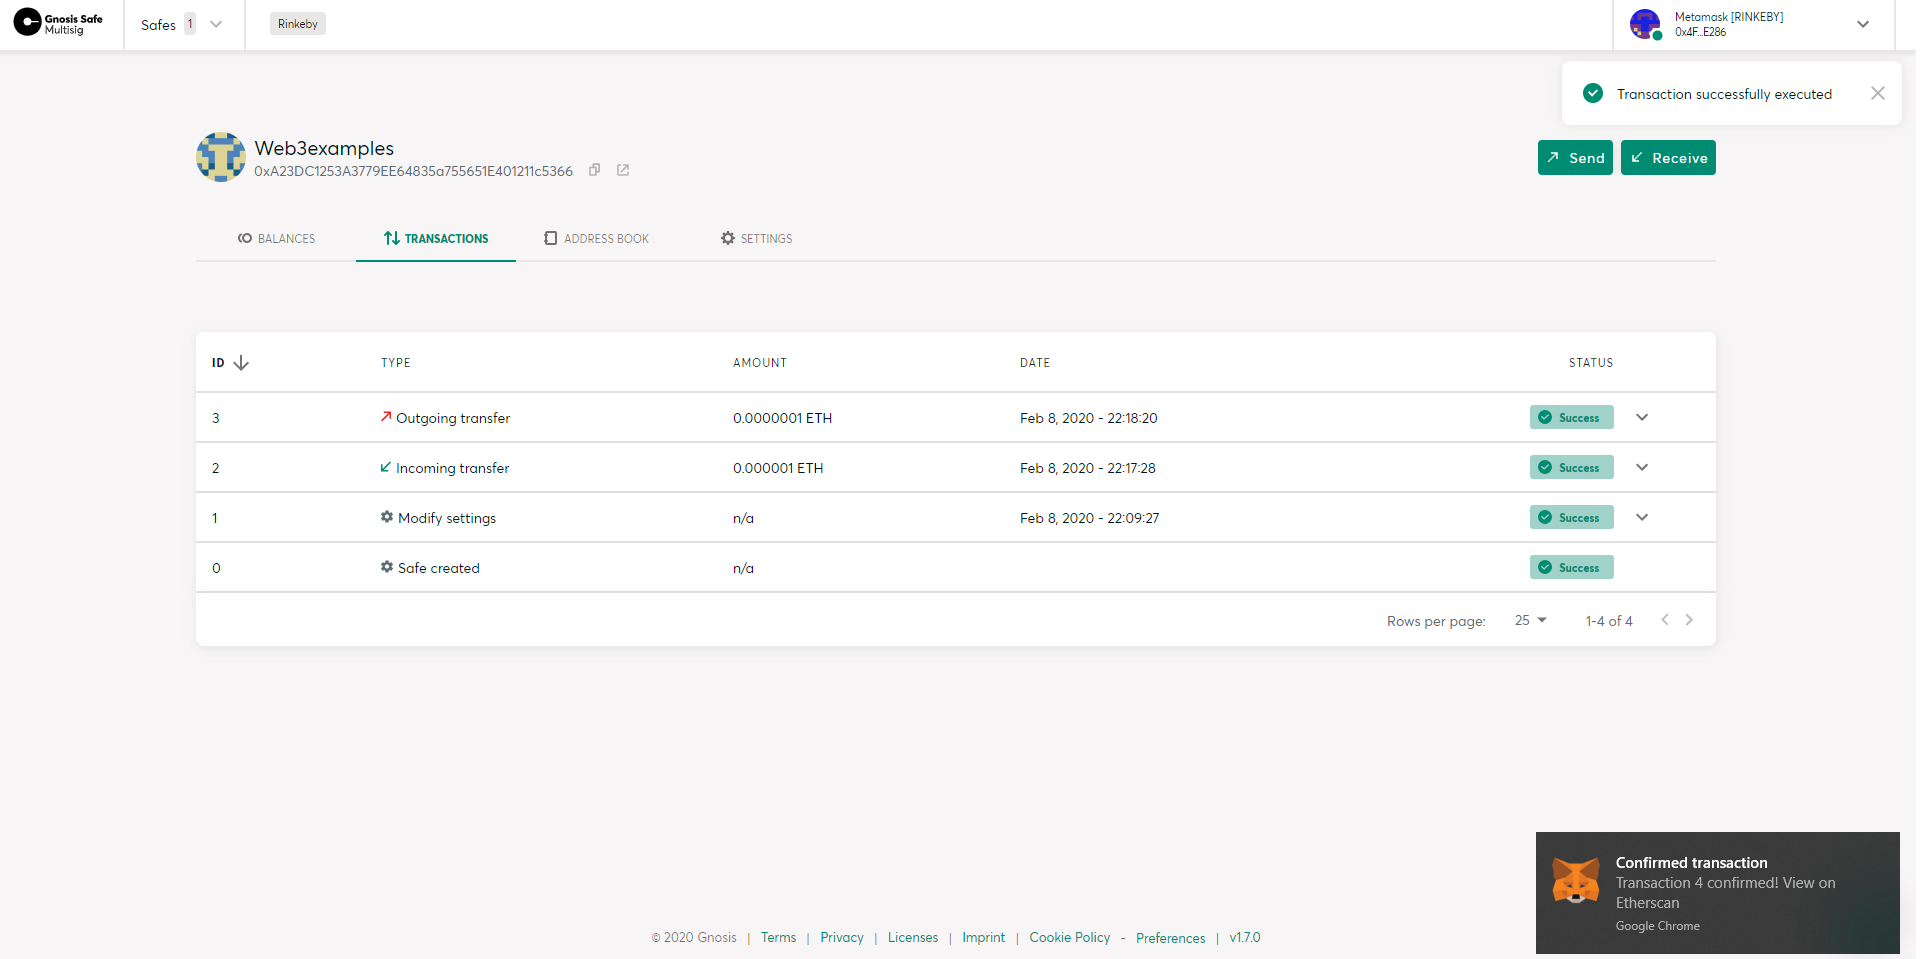 Gnosis Safe
Multisig
Safes 1
Rinkeby
Metamask [RINKEBY]
0x4F...E286
Transaction successfully executed
Web3examples
0xA23DC1253A3779EE64835a755651E401211c5366
Send
Receive
BALANCES
TRANSACTIONS
ADDRESS BOOK
SETTINGS
ID TYPE AMOUNT DATE STATUS
3 Outgoing transfer 0.0000001 ETH Feb 8, 2020 - 22:18:20 Success
2 Incoming transfer 0.000001 ETH Feb 8, 2020 - 22:17:28 Success
1 Modify settings n/a Feb 8, 2020 - 22:09:27 Success
0 Safe created n/a Success
Rows per page: 25 1-4 of 4
Confirmed transaction
Transaction 4 confirmed! View on
Etherscan
Google Chrome
© 2020 Gnosis | Terms | Privacy | Licenses | Imprint | Cookie Policy - Preferences | v1.7.0